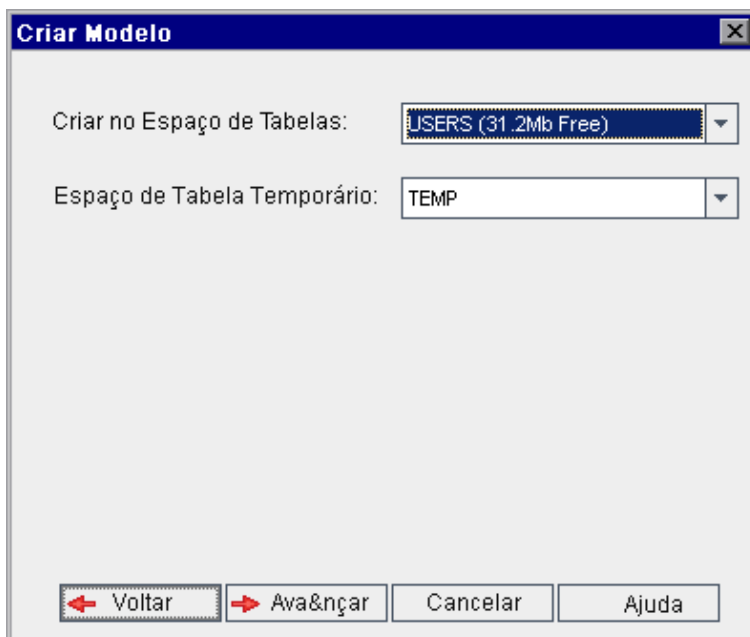 Criar Modelo
Criar no Espaço de Tabelas: USERS (31.2Mb Free)
Espaço de Tabela Temporário: TEMP
Voltar Ava&nçar Cancelar Ajuda